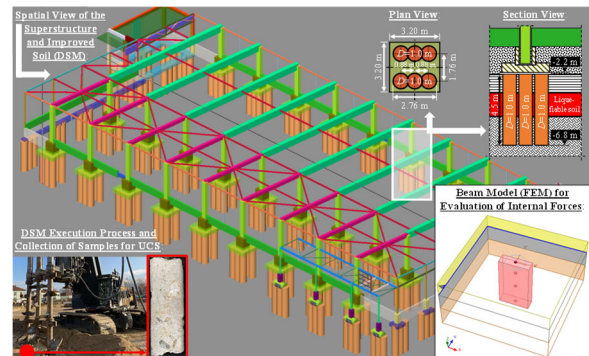 Spatial View of the
Superstructure
and Improved
Soil (DSM)
Plan View:
3.20 m
D=1.0 m
3.20 m
1.76 m
D=1.0 m
2.76 m
Section View:
-2.2 m
4.5 m
D=1.0 m
D=1.0 m
D=1.0 m
Lique-
fiable soil
-6.8 m
Beam Model (FEM) for
Evaluation of Internal Forces:
DSM Execution Process and
Collection of Samples for UCS